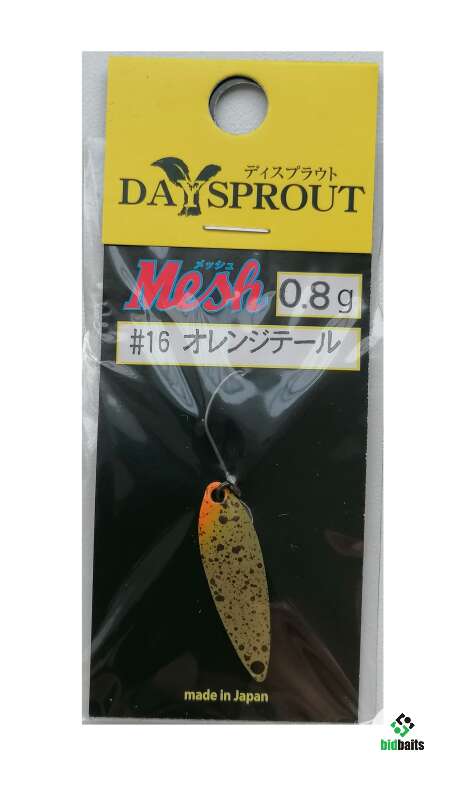 ディスプラウト
DAYSPROUT
メッシュ
Mesh 0.8g
#16 オレンジテール
made in Japan
bidbaits